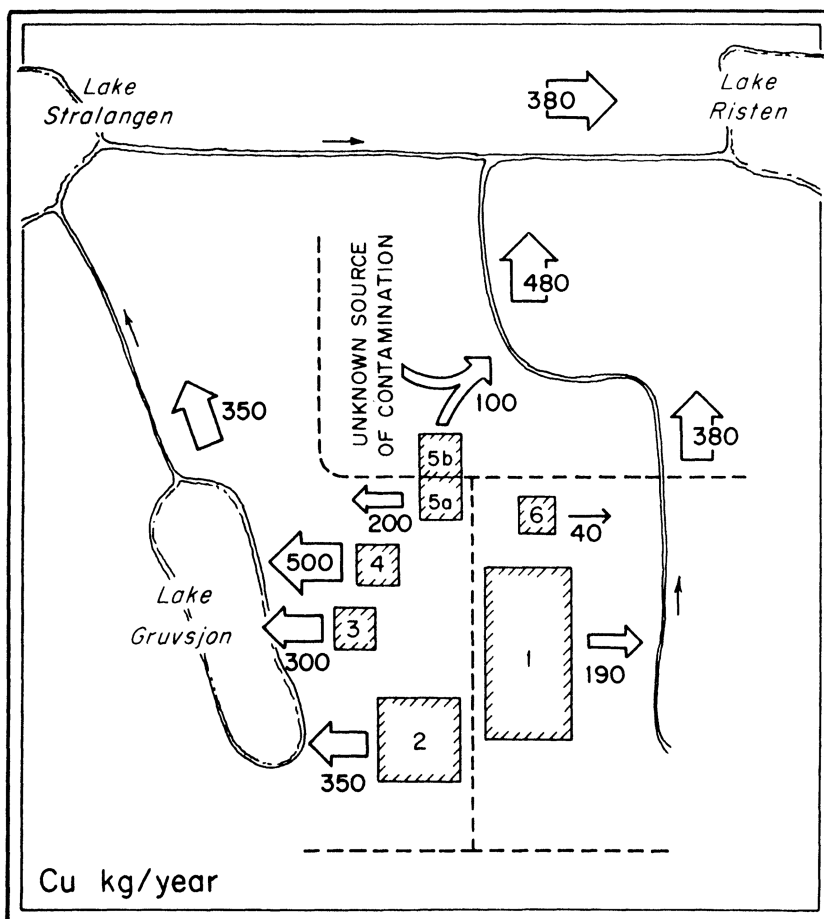 Lake
Stralangen
380
Lake
Risten
UNKNOWN SOURCE
OF CONTAMINATION
480
100
350
380
5b
5a
200
6
40
500
4
Lake
Gruvsjon
3
300
1
190
2
350
Cu kg/year